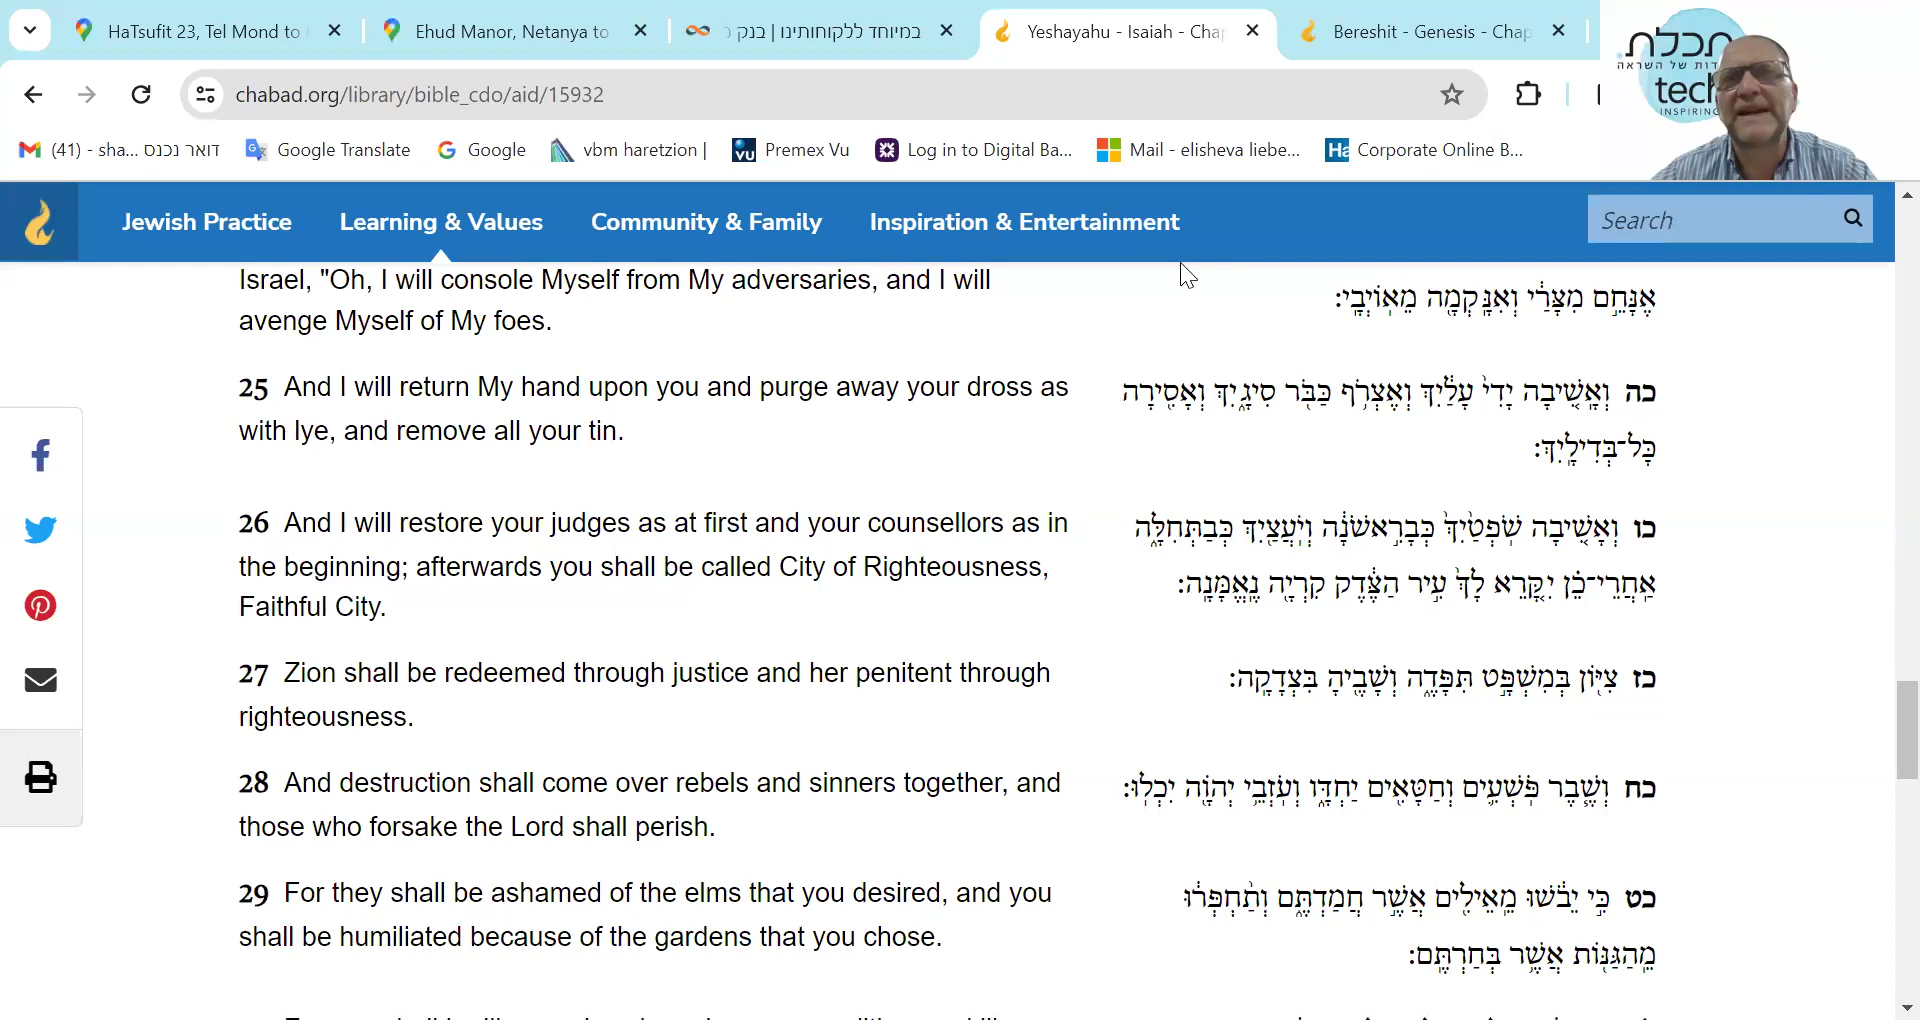 HaTsufit 23, Tel Mond to
Ehud Manor, Netanya to
במיוחד ללקוחותינו | בנק
Yeshayahu - Isaiah - Cha
Bereshit - Genesis - Chap
תכלת
דות של השראה
tech
INSPIRING
chabad.org/library/bible_cdo/aid/15932
(41) - sha... דואר נכנס
Google Translate
Google
vbm haretzion |
Premex Vu
Log in to Digital Ba...
Mail - elisheva liebe...
Corporate Online B...
Jewish Practice
Learning & Values
Community & Family
Inspiration & Entertainment
Search
Israel, "Oh, I will console Myself from My adversaries, and I will
avenge Myself of My foes.
אֶנָּחֵ֣ם מִצָּרַ֔י וְאִנָּֽקְמָ֖ה מֵאֽוֹיְבָֽי:
25 And I will return My hand upon you and purge away your dross as
with lye, and remove all your tin.
כה וְאָשִׁ֚יבָה יָדִי֙ עָלַ֔יִךְ וְאֶצְרֹ֥ף כַּבֹּ֖ר סִיגָ֑יִךְ וְאָסִ֖ירָה
כָּל־בְּדִילָֽיִךְ:
26 And I will restore your judges as at first and your counsellors as in
the beginning; afterwards you shall be called City of Righteousness,
Faithful City.
כו וְאָשִׁ֚יבָה שֹֽׁפְטַ֙יִךְ֙ כְּבָרִ֣אשֹׁנָ֔ה וְיֹֽעֲצַ֖יִךְ כְּבַתְּחִלָּ֑ה
אַֽחֲרֵי־כֵ֗ן יִקָּ֚רֵא לָךְ֙ עִ֣יר הַצֶּ֔דֶק קִרְיָ֖ה נֶֽאֱמָנָֽה:
27 Zion shall be redeemed through justice and her penitent through
righteousness.
כז צִיּ֖וֹן בְּמִשְׁפָּ֣ט תִּפָּדֶ֑ה וְשָׁבֶ֖יהָ בִּצְדָקָֽה:
28 And destruction shall come over rebels and sinners together, and
those who forsake the Lord shall perish.
כח וְשֶׁ֧בֶר פֹּֽשְׁעִ֛ים וְחַטָּאִ֖ים יַחְדָּ֑ו וְעֹֽזְבֵ֥י יְהֹוָ֖ה יִכְלֽוּ:
29 For they shall be ashamed of the elms that you desired, and you
shall be humiliated because of the gardens that you chose.
כט כִּ֣י יֵבֹ֔שׁוּ מֵֽאֵילִ֖ים אֲשֶׁ֣ר חֲמַדְתֶּ֑ם וְתַ֨חְפְּר֔וּ
מֵֽהַגַּנּ֖וֹת אֲשֶׁ֥ר בְּחַרְתֶּֽם: